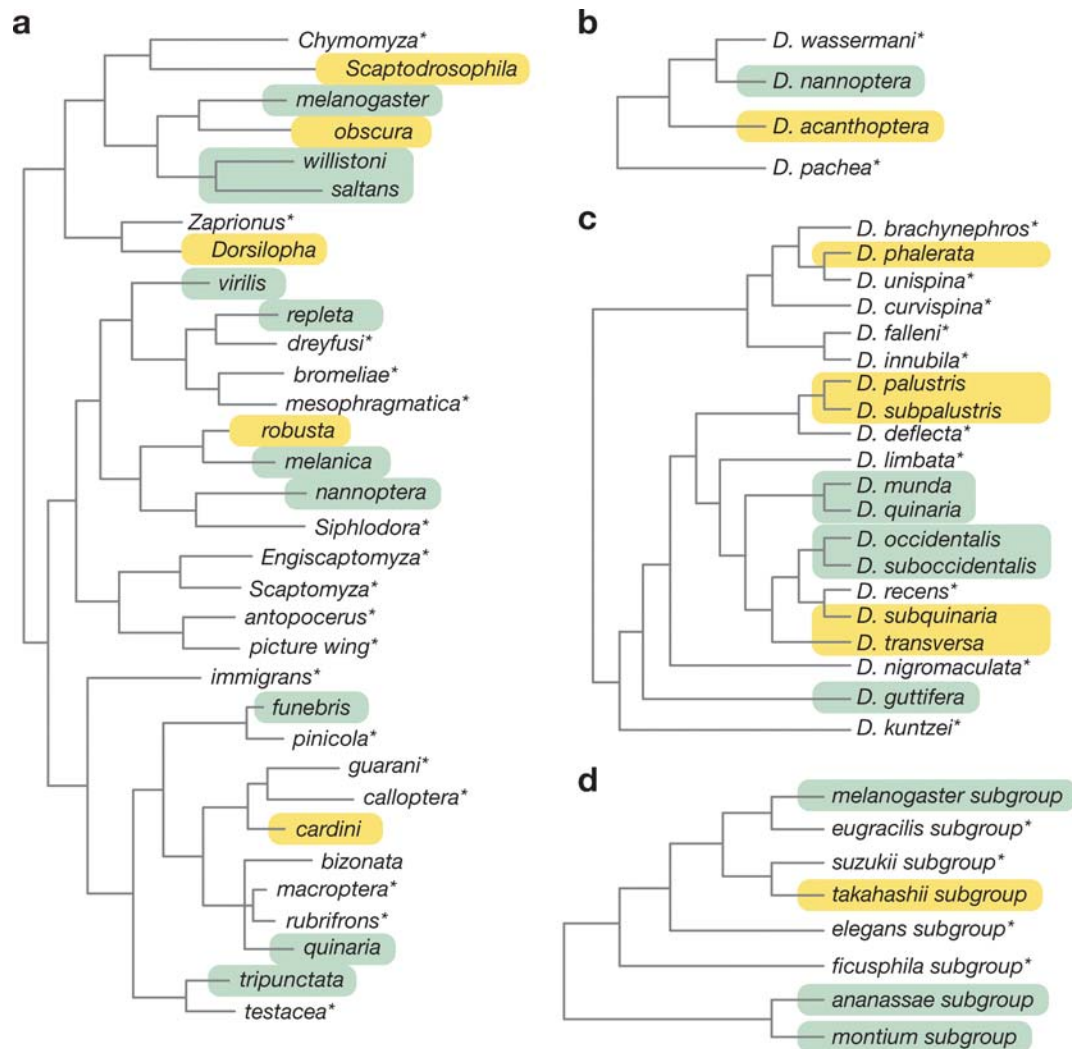 a
Chymomyza*
Scaptodrosophila
melanogaster
obscura
willistoni
saltans
Zaprionus*
Dorsilopha
virilis
repleta
dreyfusi*
bromeliae*
mesophragmatica*
robusta
melanica
nannoptera
Siphlodora*
Engiscaptomyza*
Scaptomyza*
antopocerus*
picture wing*
immigrans*
funebris
pinicola*
guarani*
calloptera*
cardini
bizonata
macroptera*
rubrifrons*
quinaria
tripunctata
testacea*
b
D. wassermani*
D. nannoptera
D. acanthoptera
D. pachea*
c
D. brachynephros*
D. phalerata
D. unispina*
D. curvispina*
D. falleni*
D. innubila*
D. palustris
D. subpalustris
D. deflecta*
D. limbata*
D. munda
D. quinaria
D. occidentalis
D. suboccidentalis
D. recens*
D. subquinaria
D. transversa
D. nigromaculata*
D. guttifera
D. kuntzei*
d
melanogaster subgroup
eugracilis subgroup*
suzukii subgroup*
takahashii subgroup
elegans subgroup*
ficusphila subgroup*
ananassae subgroup
montium subgroup